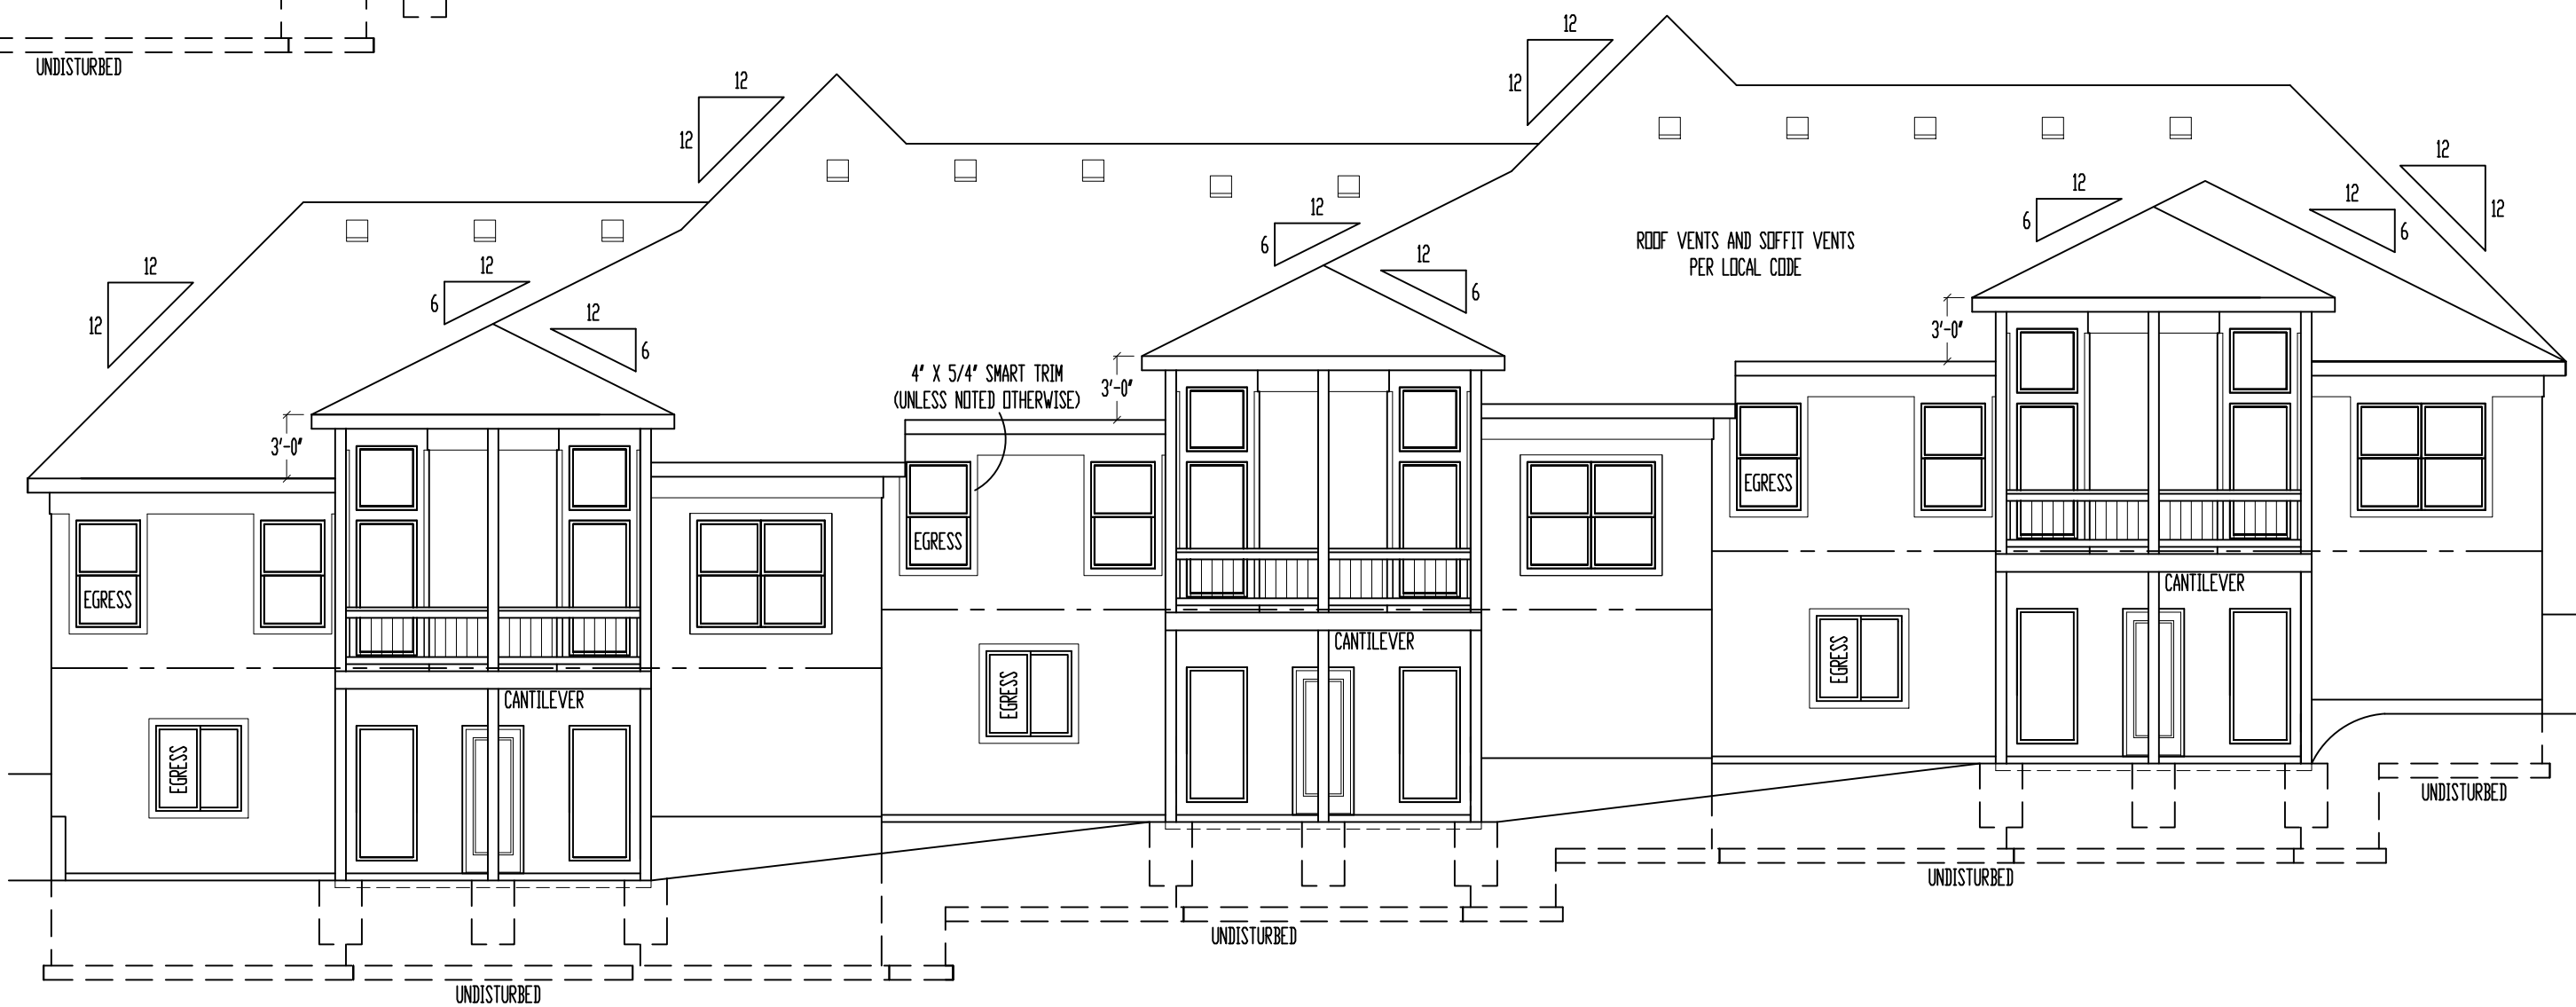 UNDISTURBED
12
12
12
12
12
12
12
6
12
6
12
12
12
6
12
6
12
6
12
6
12
12
ROOF VENTS AND SOFFIT VENTS
PER LOCAL CODE
3'-0"
3'-0"
3'-0"
4" X 5/4" SMART TRIM
(UNLESS NOTED OTHERWISE)
EGRESS
EGRESS
EGRESS
CANTILEVER
CANTILEVER
CANTILEVER
EGRESS
EGRESS
EGRESS
UNDISTURBED
UNDISTURBED
UNDISTURBED
UNDISTURBED